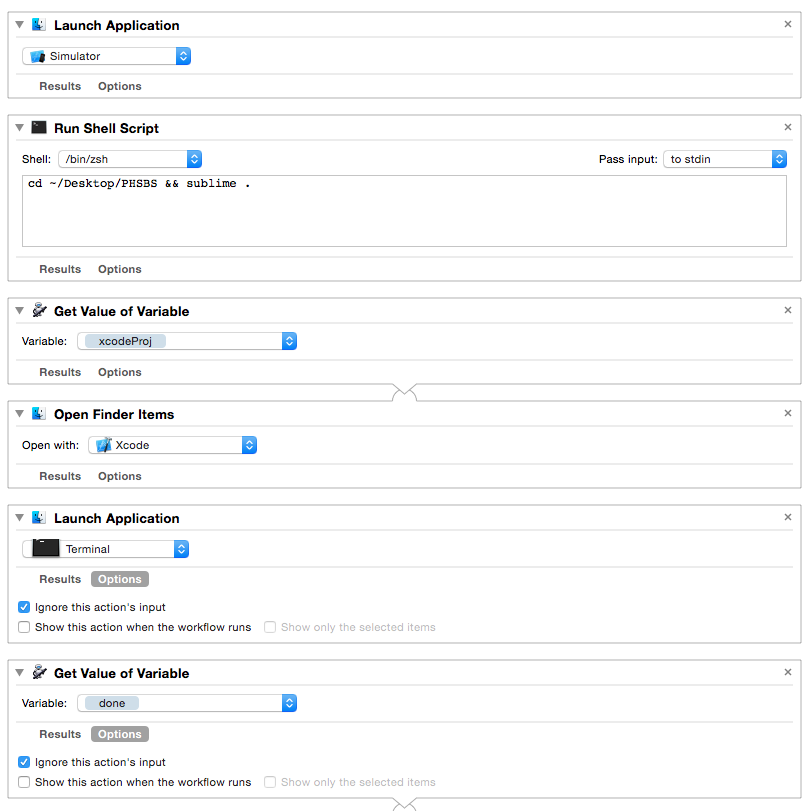 Launch Application
Simulator
Results Options
Run Shell Script
Shell: /bin/zsh Pass input: to stdin
cd ~/Desktop/PHSBS && sublime .
Results Options
Get Value of Variable
Variable: xcodeProj
Results Options
Open Finder Items
Open with: Xcode
Results Options
Launch Application
Terminal
Results Options
Ignore this action's input
Show this action when the workflow runs Show only the selected items
Get Value of Variable
Variable: done
Results Options
Ignore this action's input
Show this action when the workflow runs Show only the selected items